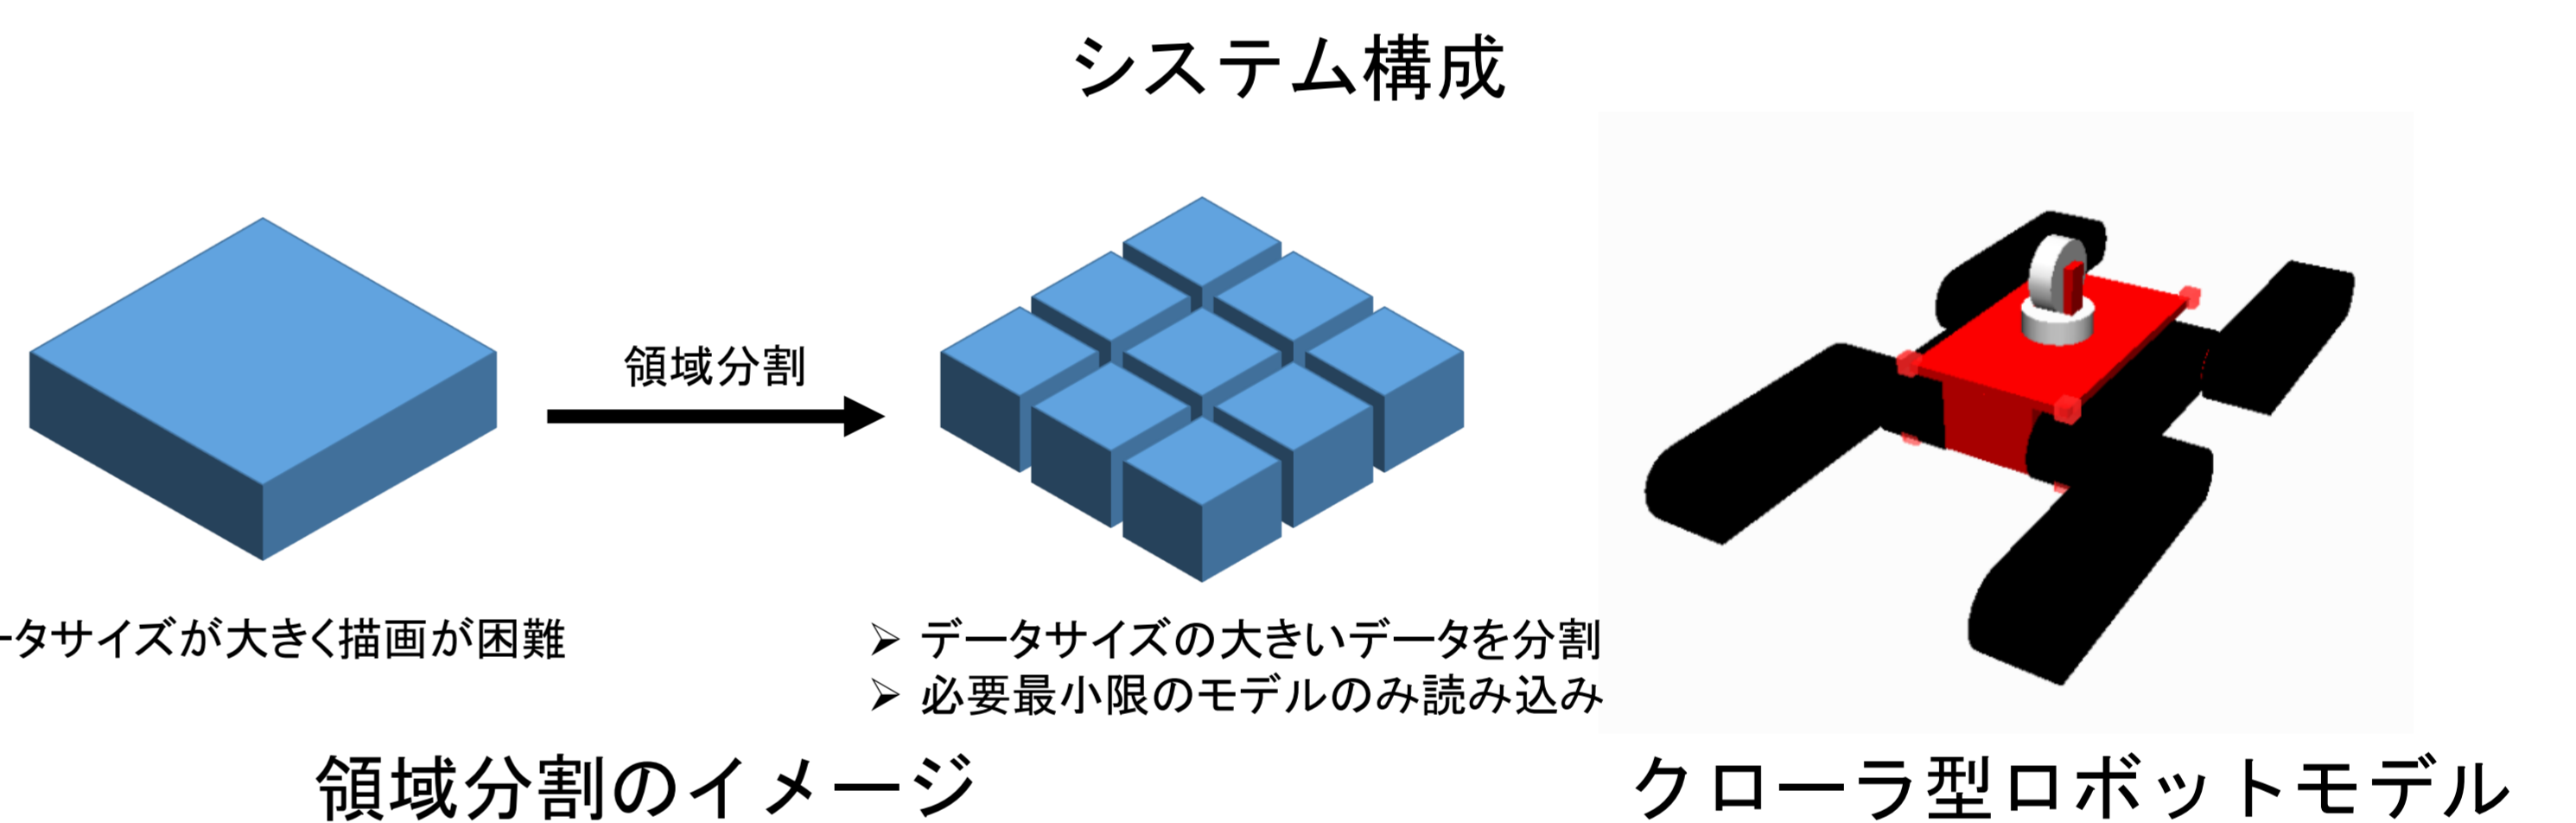 システム構成
領域分割
ータサイズが大きく描画が困難
➢ データサイズの大きいデータを分割
➢ 必要最小限のモデルのみ読み込み
領域分割のイメージ
クローラ型ロボットモデル